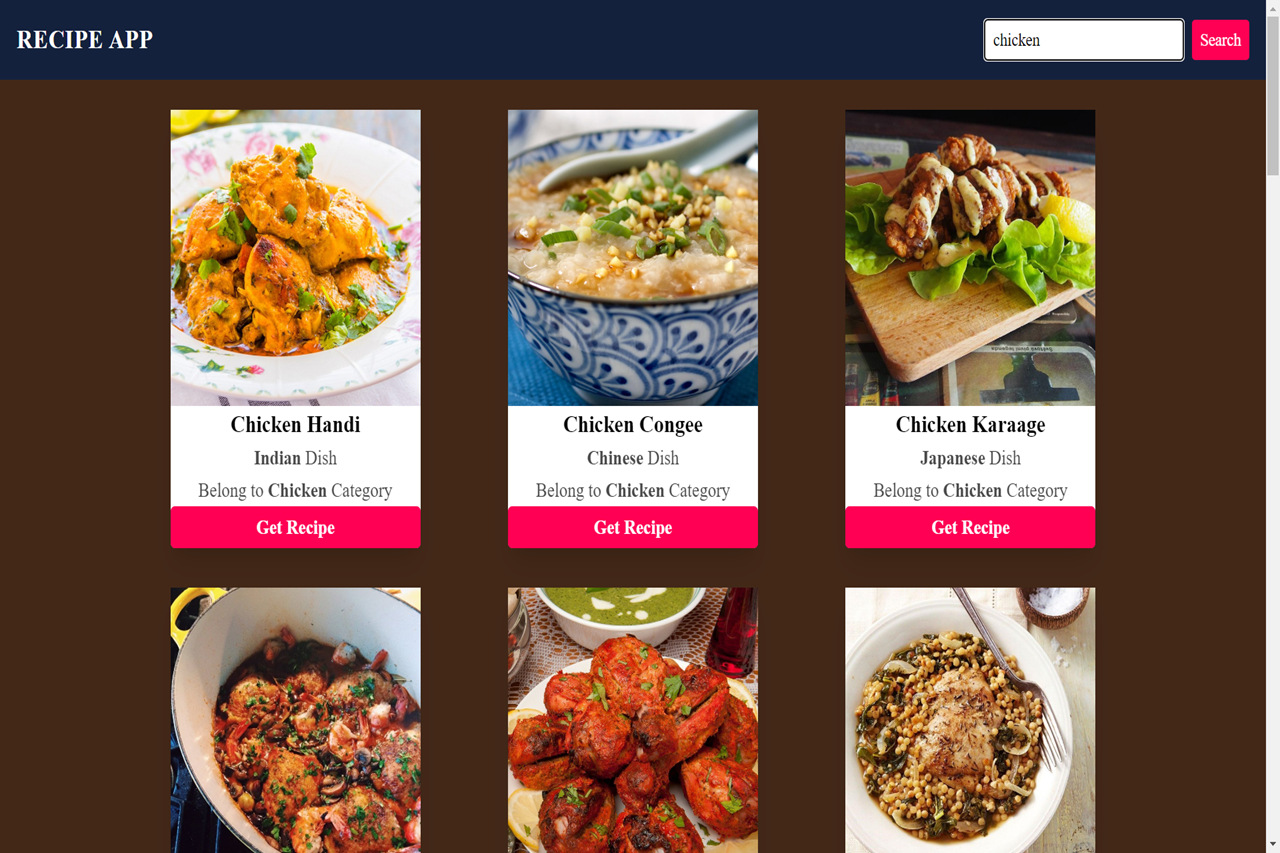 RECIPE APP
chicken
Search
Chicken Handi
Indian Dish
Belong to Chicken Category
Get Recipe
Chicken Congee
Chinese Dish
Belong to Chicken Category
Get Recipe
Chicken Karaage
Japanese Dish
Belong to Chicken Category
Get Recipe